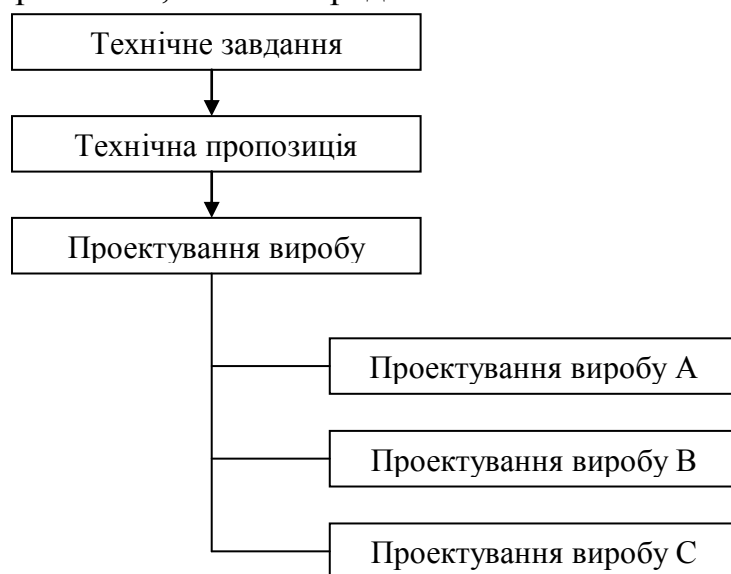 Технічне завдання
Технічна пропозиція
Проектування виробу
Проектування виробу А
Проектування виробу В
Проектування виробу С